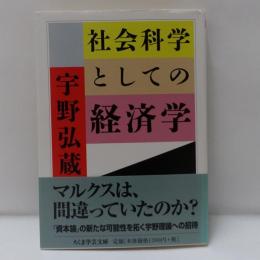 社会科学
としての
経済学
宇野弘蔵
マルクスは、
間違っていたのか?
『資本論』の新たな可能性を拓く宇野理論への招待
ちくま学芸文庫